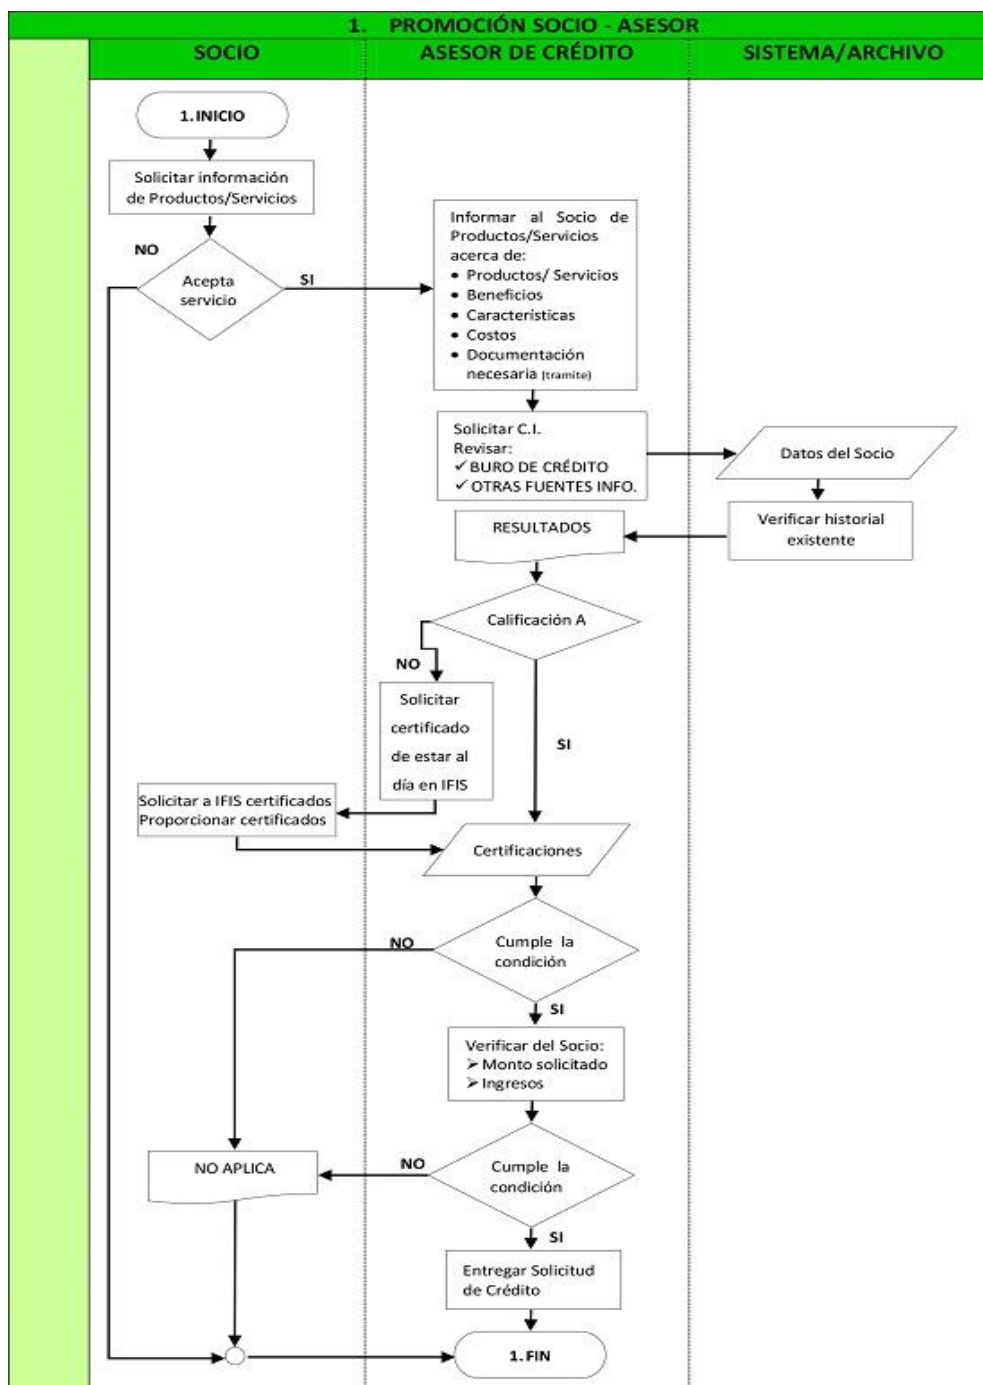 1. PROMOCIÓN SOCIO - ASESOR
SOCIO
ASESOR DE CRÉDITO
SISTEMA/ARCHIVO
1. INICIO
Solicitar información
de Productos/Servicios
NO
Acepta
servicio
SI
Informar al Socio de
Productos/Servicios
acerca de:
• Productos/ Servicios
• Beneficios
• Características
• Costos
• Documentación
necesaria (tramite)
Solicitar C.I.
Revisar:
✓ BURO DE CRÉDITO
✓ OTRAS FUENTES INFO.
Datos del Socio
Verificar historial
existente
RESULTADOS
Calificación A
NO
SI
Solicitar
certificado
de estar al
día en IFIS
Solicitar a IFIS certificados
Proporcionar certificados
Certificaciones
Cumple la
condición
NO
SI
Verificar del Socio:
➢ Monto solicitado
➢ Ingresos
NO APLICA
NO
Cumple la
condición
SI
Entregar Solicitud
de Crédito
1. FIN